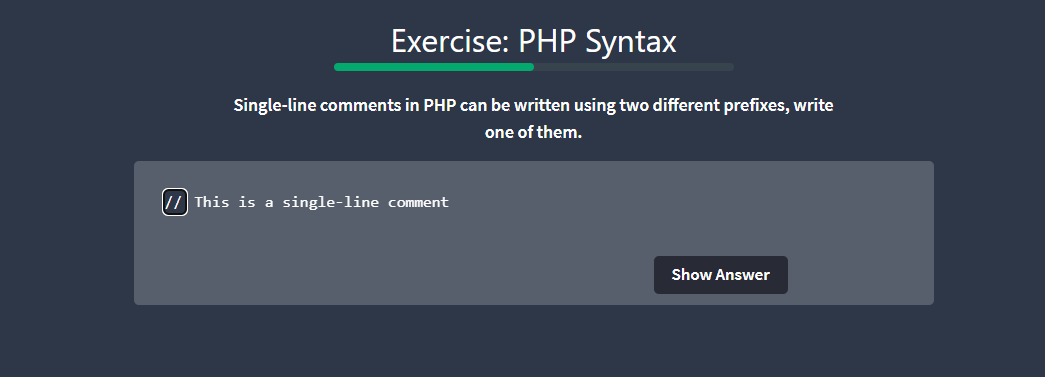 Exercise: PHP Syntax
Single-line comments in PHP can be written using two different prefixes, write
one of them.
// This is a single-line comment
Show Answer